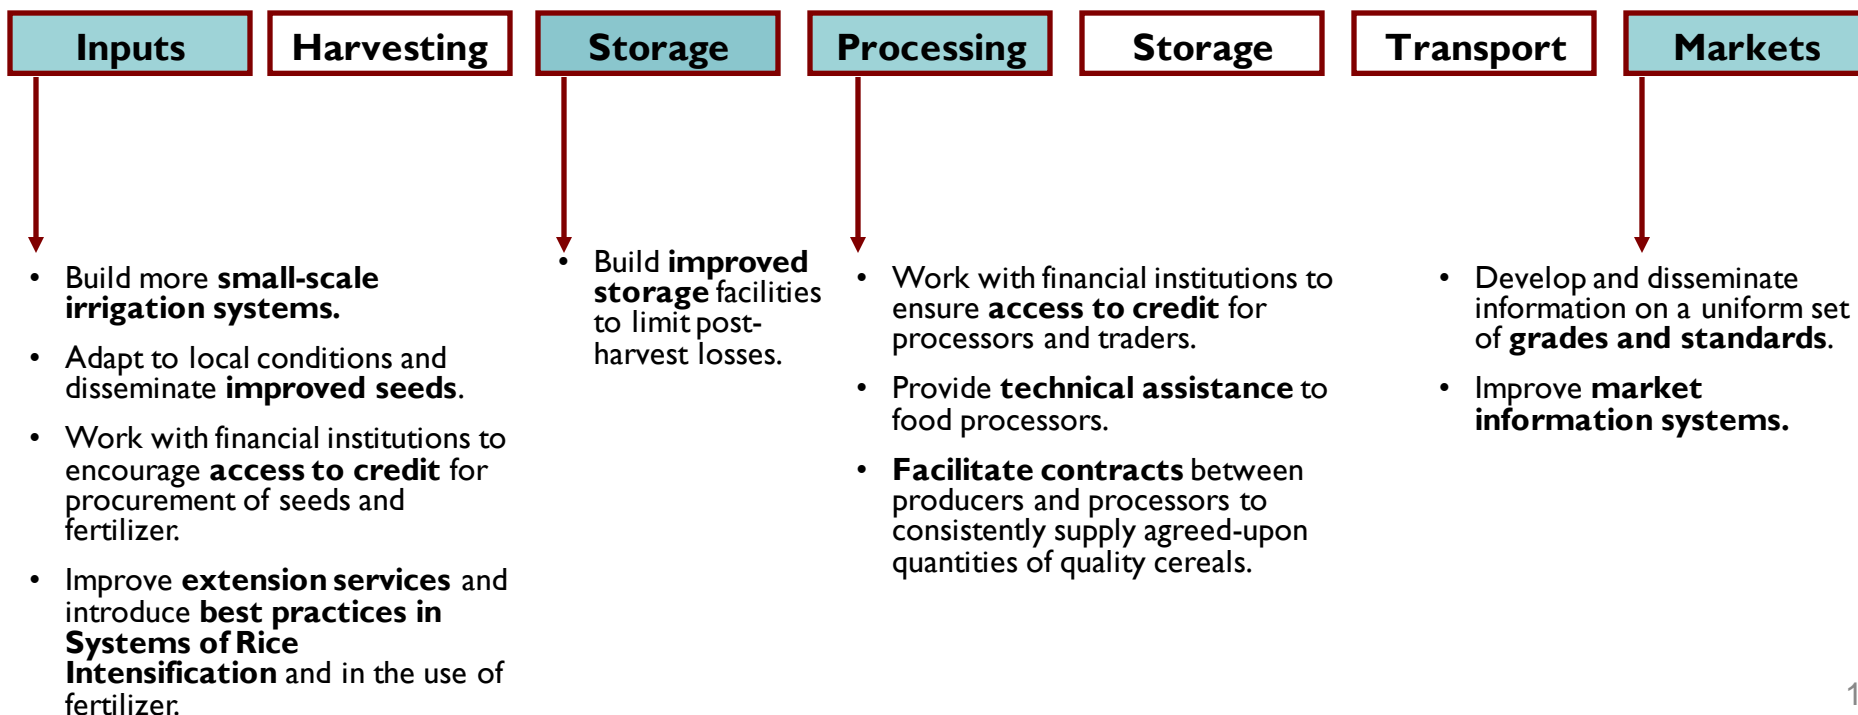 Inputs
Harvesting
Storage
Processing
Storage
Transport
Markets
• Build more small-scale
irrigation systems.
• Adapt to local conditions and
disseminate improved seeds.
• Work with financial institutions to
encourage access to credit for
procurement of seeds and
fertilizer.
• Improve extension services and
introduce best practices in
Systems of Rice
Intensification and in the use of
fertilizer.
• Build improved
storage facilities
to limit post-
harvest losses.
• Work with financial institutions to
ensure access to credit for
processors and traders.
• Provide technical assistance to
food processors.
• Facilitate contracts between
producers and processors to
consistently supply agreed-upon
quantities of quality cereals.
• Develop and disseminate
information on a uniform set
of grades and standards.
• Improve market
information systems.
1